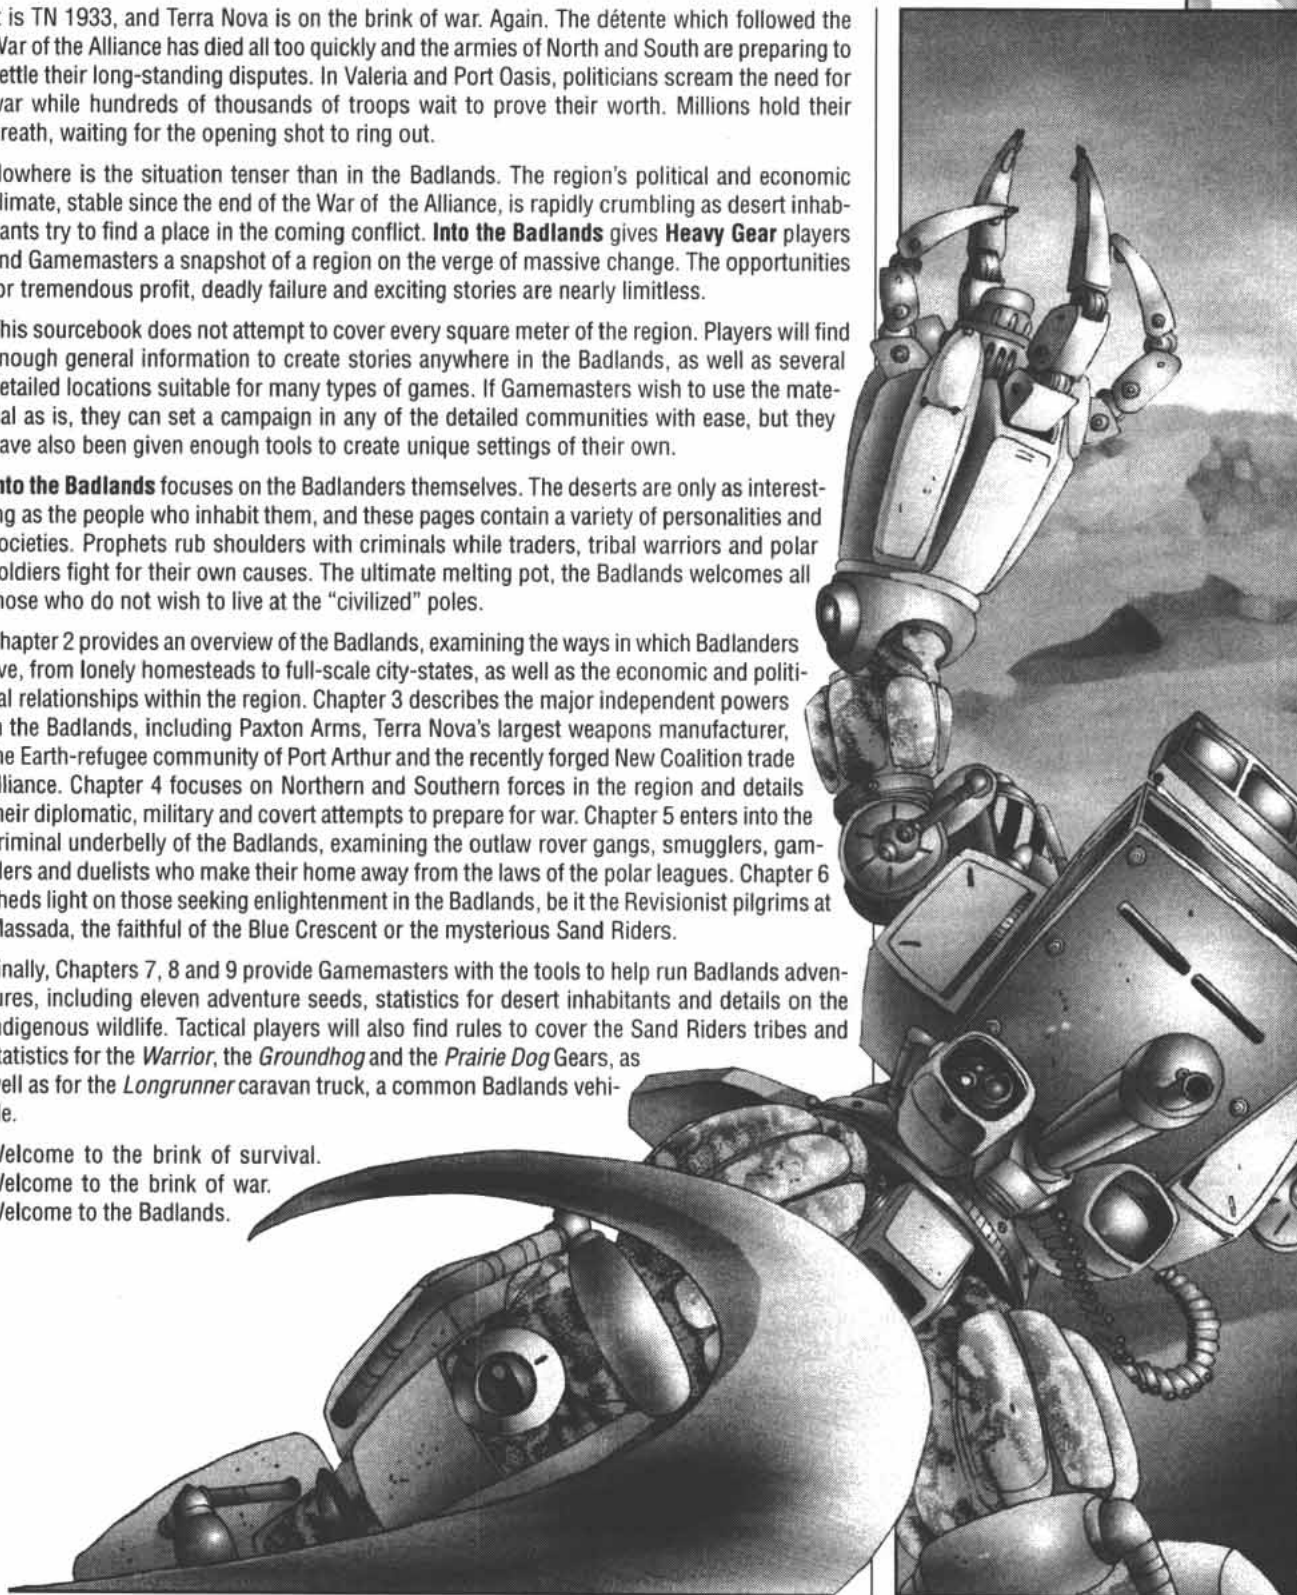 t is TN 1933, and Terra Nova is on the brink of war. Again. The détente which followed the
Var of the Alliance has died all too quickly and the armies of North and South are preparing to
ettle their long-standing disputes. In Valeria and Port Oasis, politicians scream the need for
var while hundreds of thousands of troops wait to prove their worth. Millions hold their
reath, waiting for the opening shot to ring out.
lowhere is the situation tenser than in the Badlands. The region's political and economic
limate, stable since the end of the War of the Alliance, is rapidly crumbling as desert inhab-
tants try to find a place in the coming conflict. Into the Badlands gives Heavy Gear players
nd Gamemasters a snapshot of a region on the verge of massive change. The opportunities
or tremendous profit, deadly failure and exciting stories are nearly limitless.
his sourcebook does not attempt to cover every square meter of the region. Players will find
nough general information to create stories anywhere in the Badlands, as well as several
etailed locations suitable for many types of games. If Gamemasters wish to use the mate-
al as is, they can set a campaign in any of the detailed communities with ease, but they
ave also been given enough tools to create unique settings of their own.
nto the Badlands focuses on the Badlanders themselves. The deserts are only as interest-
ng as the people who inhabit them, and these pages contain a variety of personalities and
ocieties. Prophets rub shoulders with criminals while traders, tribal warriors and polar
oldiers fight for their own causes. The ultimate melting pot, the Badlands welcomes all
hose who do not wish to live at the "civilized" poles.
hapter 2 provides an overview of the Badlands, examining the ways in which Badlanders
ve, from lonely homesteads to full-scale city-states, as well as the economic and politi-
al relationships within the region. Chapter 3 describes the major independent powers
n the Badlands, including Paxton Arms, Terra Nova's largest weapons manufacturer,
he Earth-refugee community of Port Arthur and the recently forged New Coalition trade
lliance. Chapter 4 focuses on Northern and Southern forces in the region and details
heir diplomatic, military and covert attempts to prepare for war. Chapter 5 enters into the
riminal underbelly of the Badlands, examining the outlaw rover gangs, smugglers, gam-
lers and duelists who make their home away from the laws of the polar leagues. Chapter 6
heds light on those seeking enlightenment in the Badlands, be it the Revisionist pilgrims at
lassada, the faithful of the Blue Crescent or the mysterious Sand Riders.
inally, Chapters 7, 8 and 9 provide Gamemasters with the tools to help run Badlands adven-
ures, including eleven adventure seeds, statistics for desert inhabitants and details on the
ndigenous wildlife. Tactical players will also find rules to cover the Sand Riders tribes and
tatistics for the Warrior, the Groundhog and the Prairie Dog Gears, as
ell as for the Longrunner caravan truck, a common Badlands vehi-
le.
Velcome to the brink of survival.
Velcome to the brink of war.
Velcome to the Badlands.